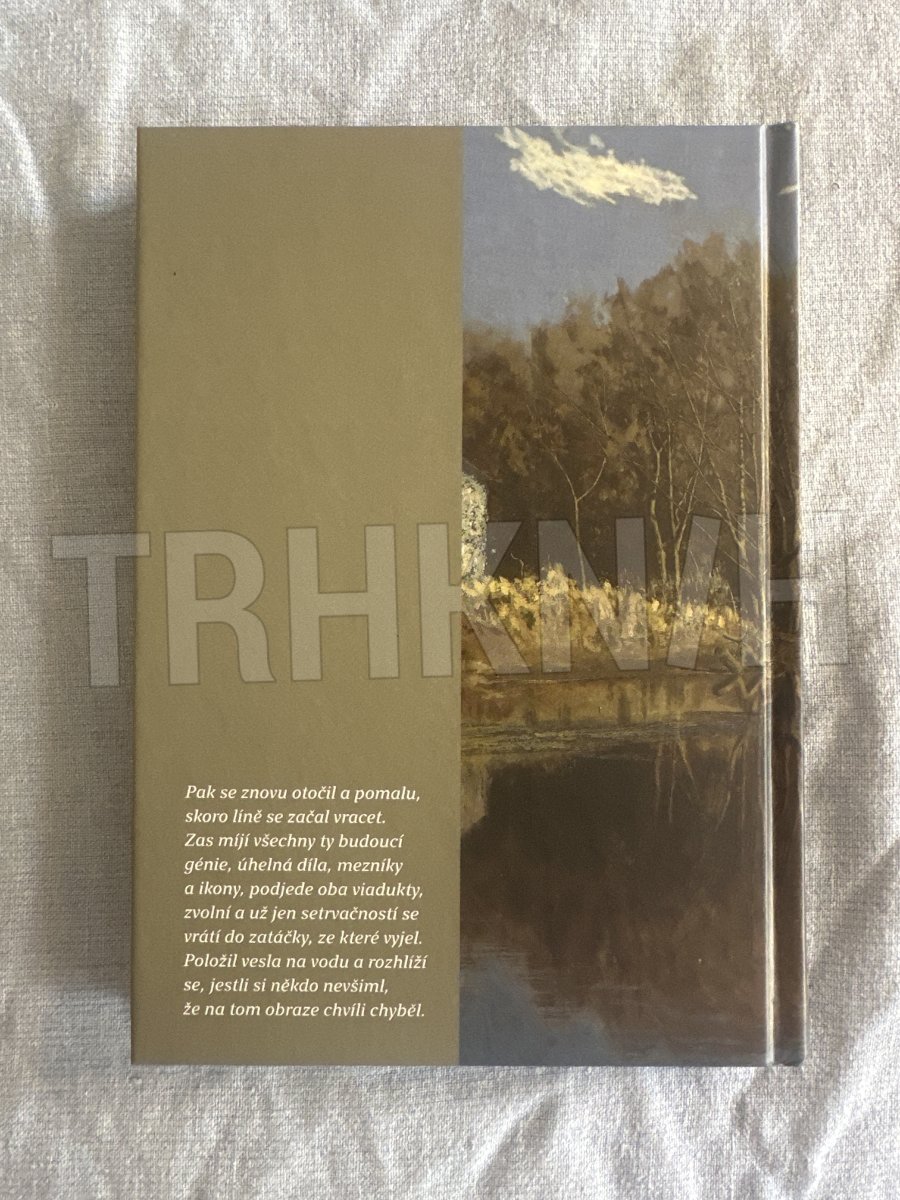 TRHKNIH
Pak se znovu otočil a pomalu,
skoro líně se začal vracet.
Zas míjí všechny ty budoucí
génie, úhelná díla, mezníky
a ikony, podjede oba viadukty,
zvolní a už jen setrvačností se
vrátí do zatáčky, ze které vyjel.
Položil vesla na vodu a rozhlíží
se, jestli si někdo nevšiml,
že na tom obraze chvíli chyběl.